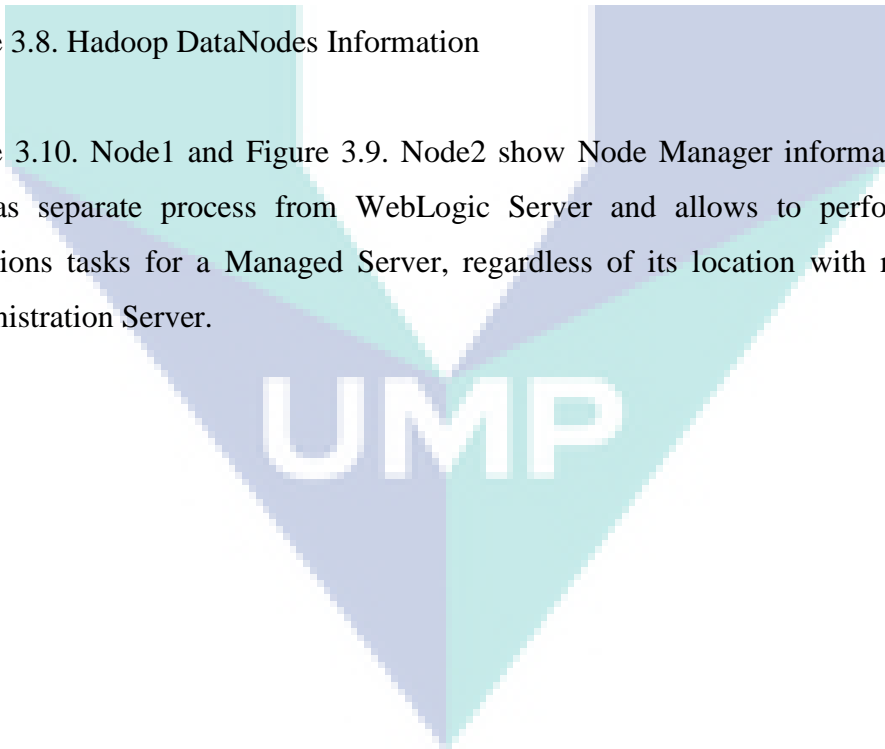 e 3.8. Hadoop DataNodes Information
e 3.10. Node1 and Figure 3.9. Node2 show Node Manager informa
as separate process from WebLogic Server and allows to perfo
ions tasks for a Managed Server, regardless of its location with r
nistration Server.
UMP